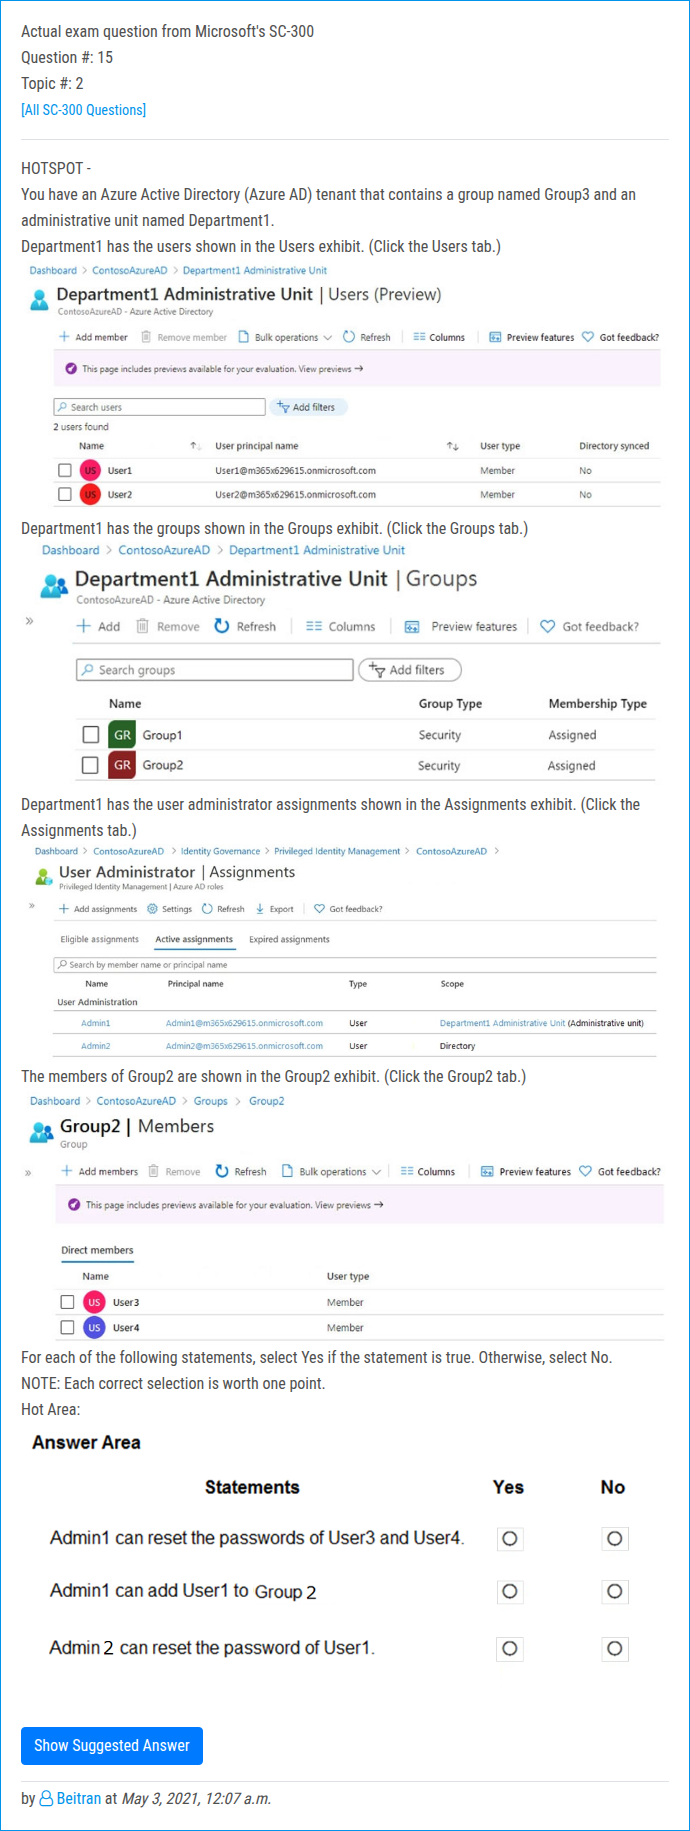 Actual exam question from Microsoft's SC-300
Question #: 15
Topic #: 2
[All SC-300 Questions]
HOTSPOT -
You have an Azure Active Directory (Azure AD) tenant that contains a group named Group3 and an
administrative unit named Department1.
Department1 has the users shown in the Users exhibit. (Click the Users tab.)
Dashboard > ContosoAzureAD > Department1 Administrative Unit
Department1 Administrative Unit | Users (Preview)
ContosoAzureAD - Azure Active Directory
Add member Remove member Bulk operations Refresh Columns Preview features Got feedback?
This page includes previews available for your evaluation. View previews →
Search users Add filters
2 users found
Name User principal name User type Directory synced
US User1 User1@m365x629615.onmicrosoft.com Member No
US User2 User2@m365x629615.onmicrosoft.com Member No
Department1 has the groups shown in the Groups exhibit. (Click the Groups tab.)
Dashboard > ContosoAzureAD > Department1 Administrative Unit
Department1 Administrative Unit | Groups
ContosoAzureAD - Azure Active Directory
» Add Remove Refresh Columns Preview features Got feedback?
Search groups Add filters
Name Group Type Membership Type
GR Group1 Security Assigned
GR Group2 Security Assigned
Department1 has the user administrator assignments shown in the Assignments exhibit. (Click the
Assignments tab.)
Dashboard > ContosoAzureAD > Identity Governance > Privileged Identity Management > ContosoAzureAD >
User Administrator | Assignments
Privileged Identity Management | Azure AD roles
» Add assignments Settings Refresh Export Got feedback?
Eligible assignments Active assignments Expired assignments
Search by member name or principal name
Name Principal name Type Scope
User Administration
Admin1 Admin1@m365x629615.onmicrosoft.com User Department1 Administrative Unit (Administrative unit)
Admin2 Admin2@m365x629615.onmicrosoft.com User Directory
The members of Group2 are shown in the Group2 exhibit. (Click the Group2 tab.)
Dashboard > ContosoAzureAD > Groups > Group2
Group2 | Members
Group
» Add members Remove Refresh Bulk operations Columns Preview features Got feedback?
This page includes previews available for your evaluation. View previews →
Direct members
Name User type
US User3 Member
US User4 Member
For each of the following statements, select Yes if the statement is true. Otherwise, select No.
NOTE: Each correct selection is worth one point.
Hot Area:
Answer Area
Statements Yes No
Admin1 can reset the passwords of User3 and User4.
Admin1 can add User1 to Group 2
Admin 2 can reset the password of User1.
Show Suggested Answer
by Beitran at May 3, 2021, 12:07 a.m.